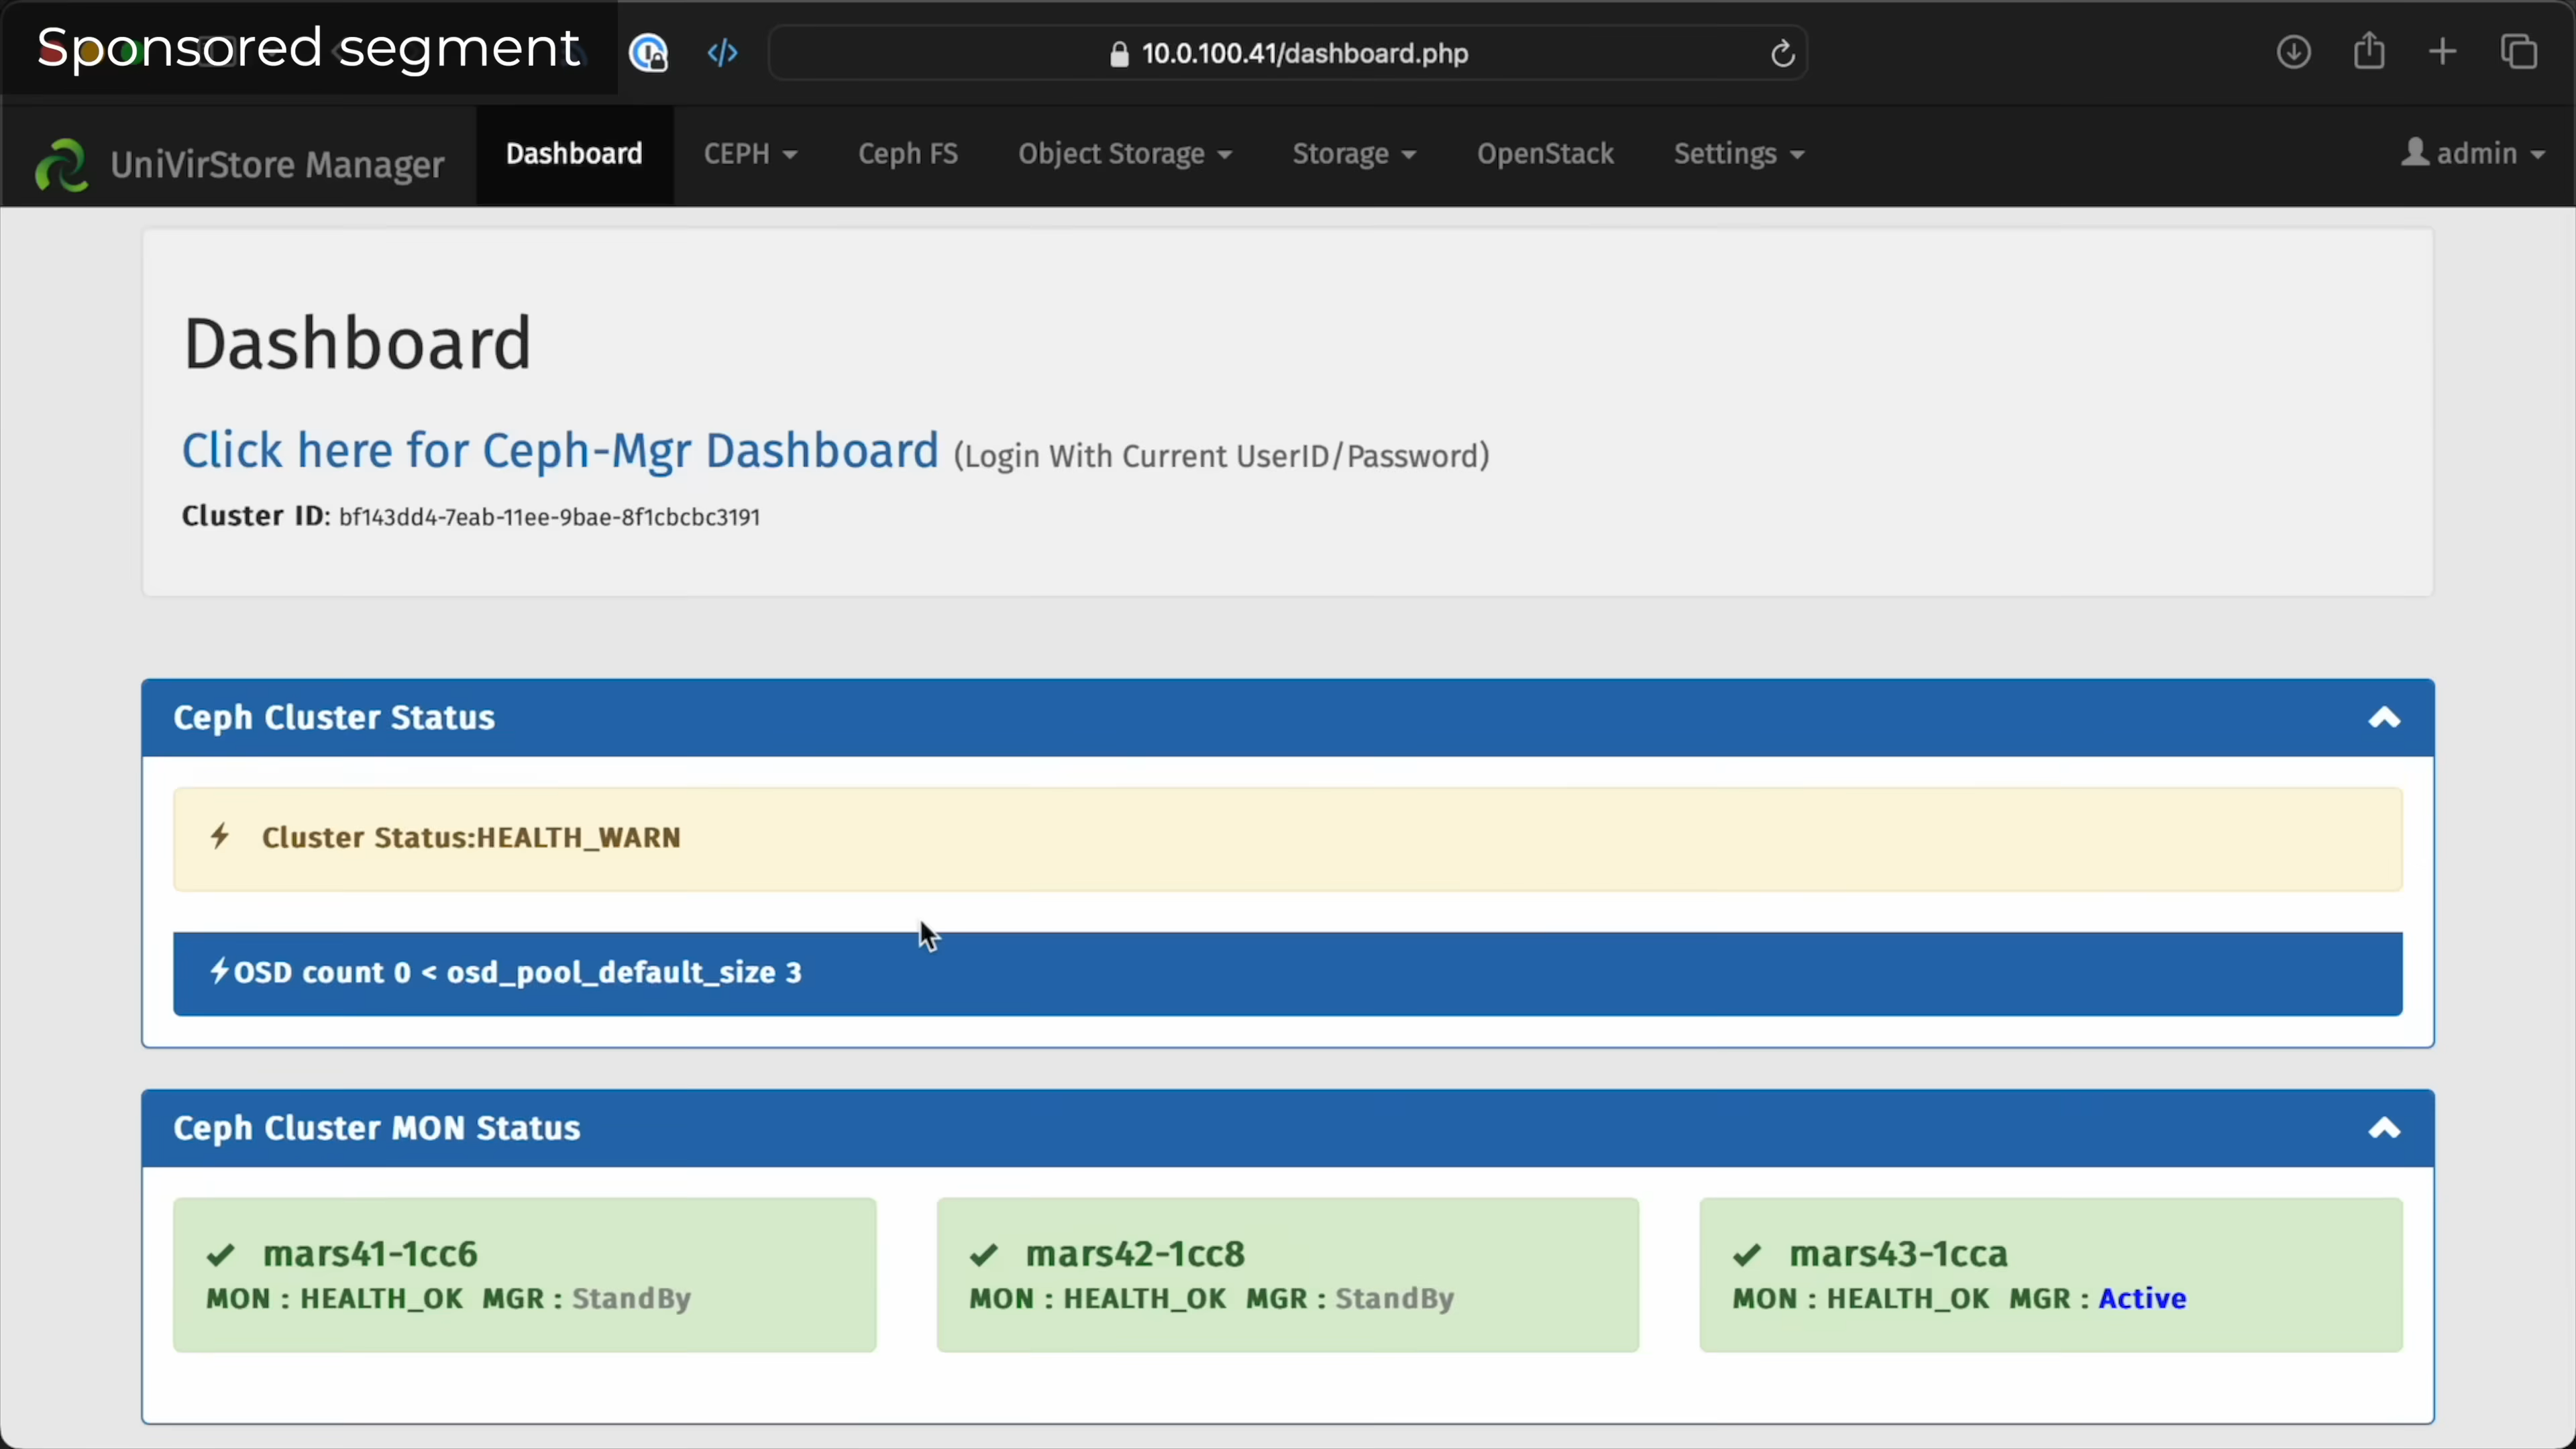 Sponsored segment
10.0.100.41/dashboard.php
UniVirStore Manager
Dashboard
CEPH
Ceph FS
Object Storage
Storage
OpenStack
Settings
admin
Dashboard
Click here for Ceph-Mgr Dashboard (Login With Current UserID/Password)
Cluster ID: bf143dd4-7eab-11ee-9bae-8f1cbcbc3191
Ceph Cluster Status
Cluster Status:HEALTH_WARN
OSD count 0 < osd_pool_default_size 3
Ceph Cluster MON Status
mars41-1cc6
MON : HEALTH_OK MGR : StandBy
mars42-1cc8
MON : HEALTH_OK MGR : StandBy
mars43-1cca
MON : HEALTH_OK MGR : Active